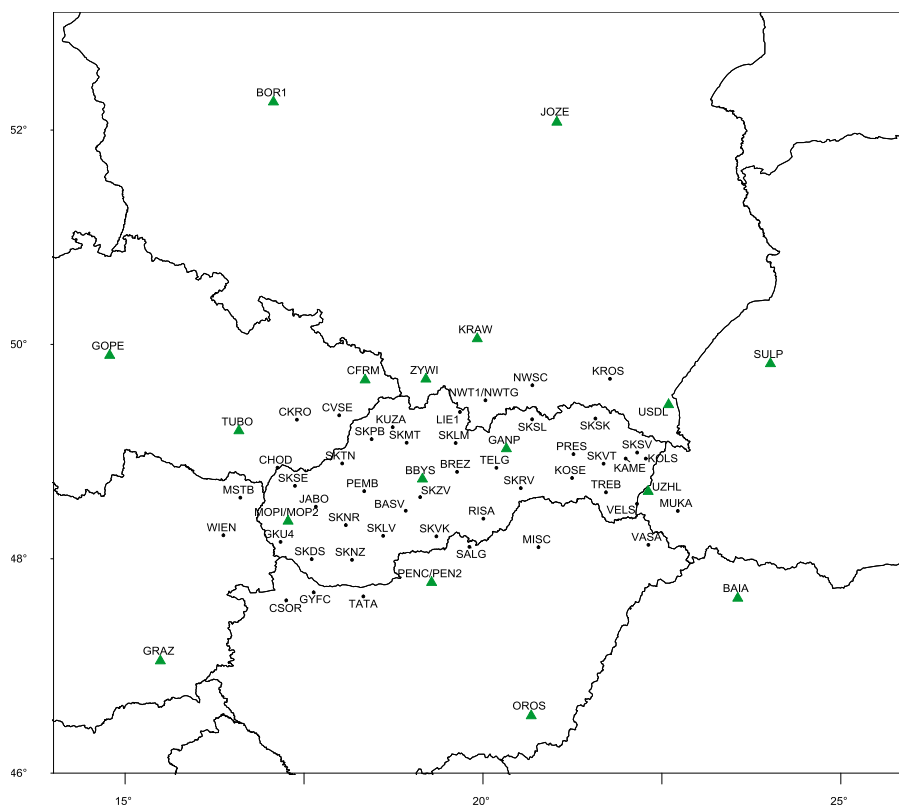 BOR1
JOZE
52°
KRAW
50°
GOPE
SULP
CFRM
ZYWI
KROS
NWSC
NWT1/NWTG
USDL
CVSE
CKRO
LIE1
KUZA
TUBO
SKSL
SKSK
SKPB
SKMT
SKLM
GANP
SKSV
PRES
SKTN
CHOD
SKVT
KOLS
KAME
BBYS
BREZ
TELG
KOSE
SKSE
PEMB
SKRV
TREB
UZHL
MSTB
JABO
SKZV
BASV
MOPI/MOP2
VELS
MUKA
SKNR
RISA
WIEN
GKU4
SKLV
SKVK
MISC
VASA
SKDS
SKNZ
SALG
48°
PENC/PEN2
BAIA
CSOR
GYFC
TATA
GRAZ
OROS
46°
15°
20°
25°